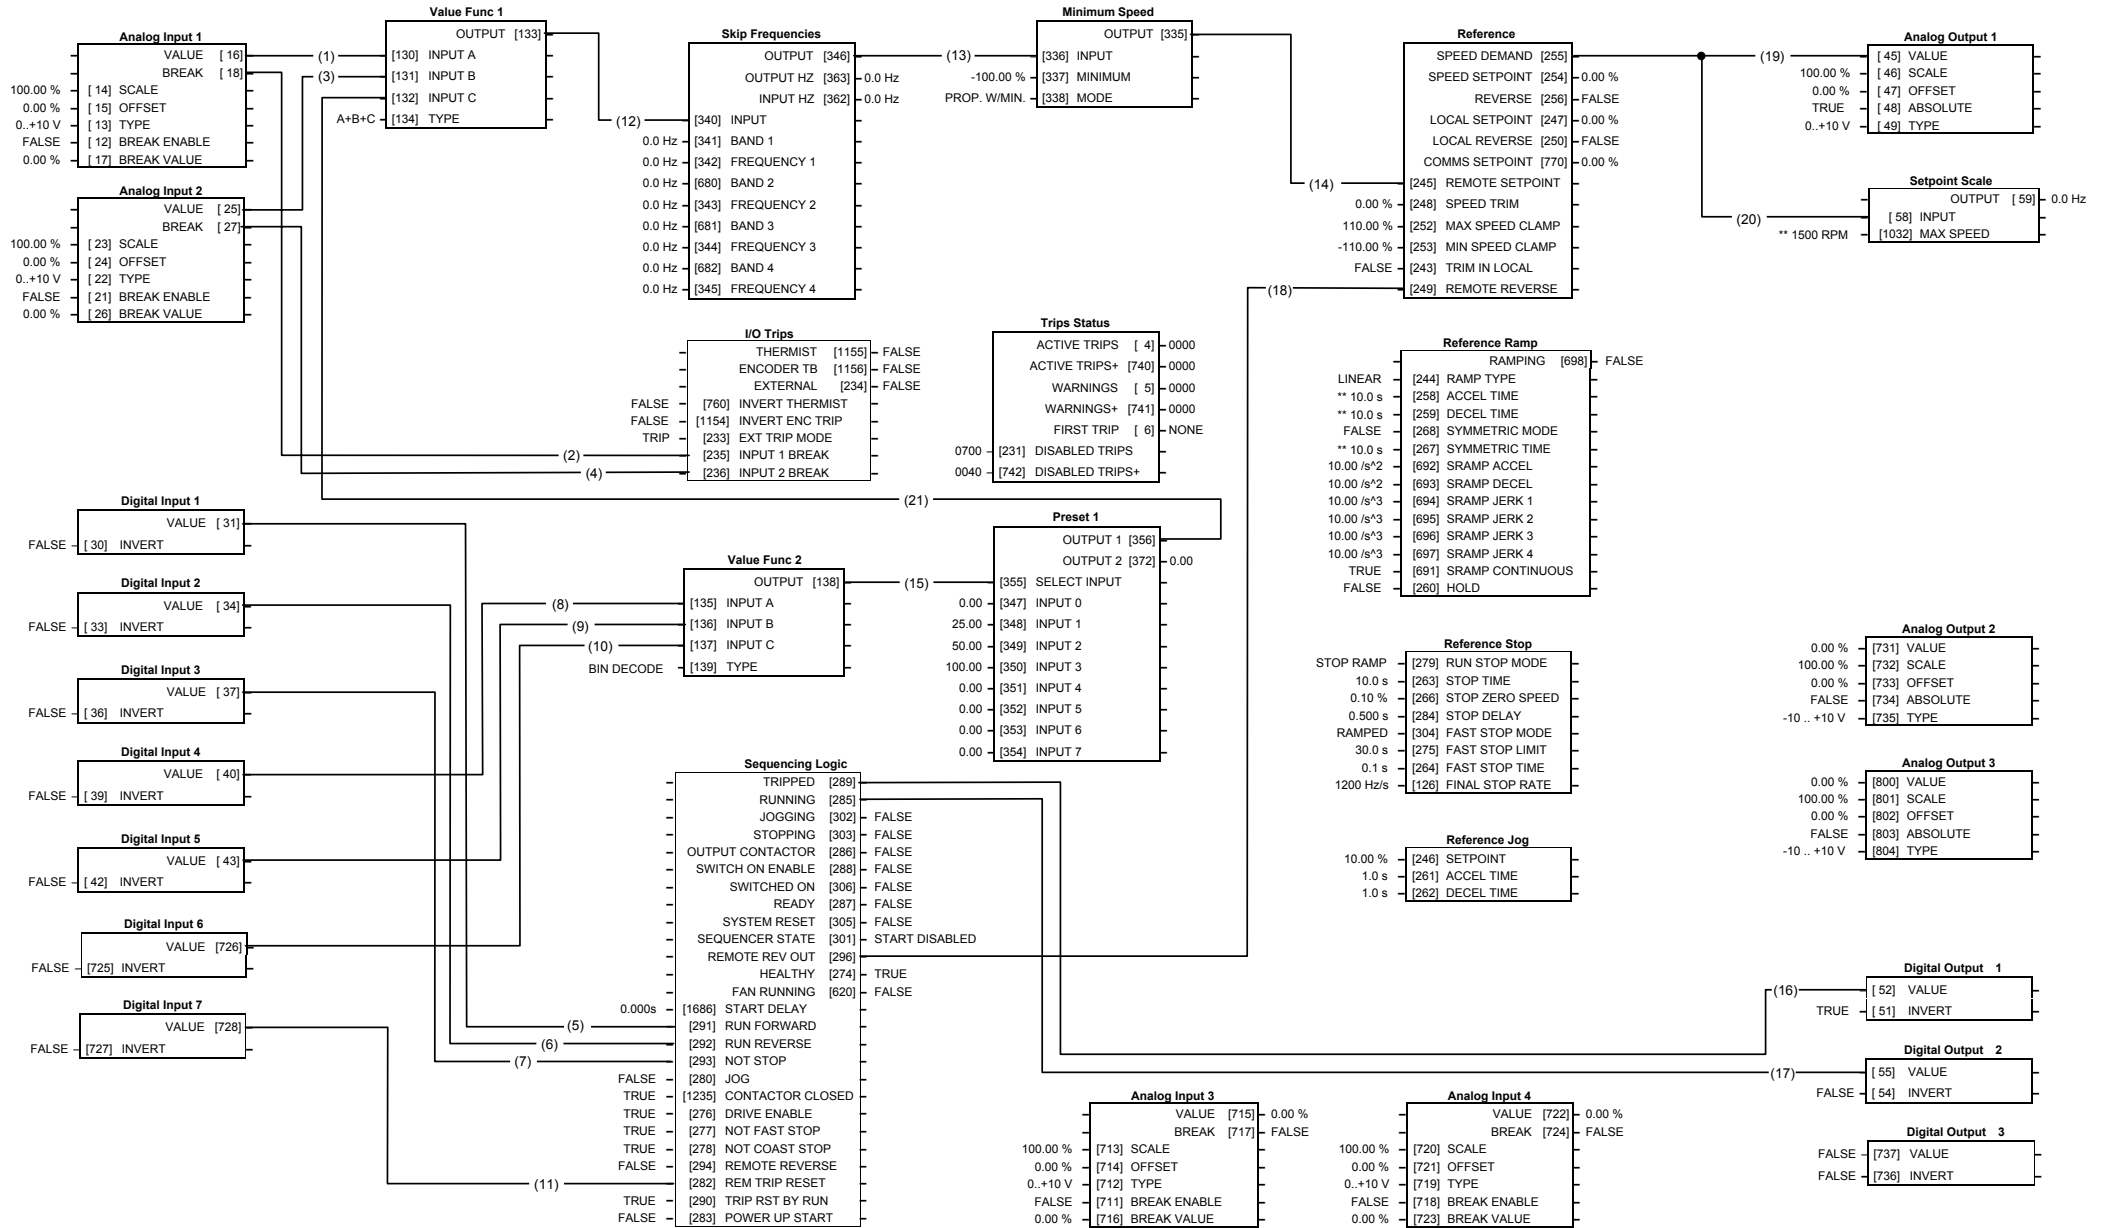 Analog Input 1
VALUE [ 16]
BREAK [ 18]
100.00 % [ 14] SCALE
0.00 % [ 15] OFFSET
0..+10 V [ 13] TYPE
FALSE [ 12] BREAK ENABLE
0.00 % [ 17] BREAK VALUE
Analog Input 2
VALUE [ 25]
BREAK [ 27]
100.00 % [ 23] SCALE
0.00 % [ 24] OFFSET
0..+10 V [ 22] TYPE
FALSE [ 21] BREAK ENABLE
0.00 % [ 26] BREAK VALUE
(1)
(3)
Value Func 1
OUTPUT [133]
[130] INPUT A
[131] INPUT B
[132] INPUT C
A+B+C [134] TYPE
(12)
Skip Frequencies
OUTPUT [346]
OUTPUT HZ [363] 0.0 Hz
INPUT HZ [362] 0.0 Hz
[340] INPUT
0.0 Hz [341] BAND 1
0.0 Hz [342] FREQUENCY 1
0.0 Hz [680] BAND 2
0.0 Hz [343] FREQUENCY 2
0.0 Hz [681] BAND 3
0.0 Hz [344] FREQUENCY 3
0.0 Hz [682] BAND 4
0.0 Hz [345] FREQUENCY 4
(13)
Minimum Speed
OUTPUT [335]
[336] INPUT
-100.00 % [337] MINIMUM
PROP. W/MIN. [338] MODE
(14)
(18)
Reference
SPEED DEMAND [255]
SPEED SETPOINT [254] 0.00 %
REVERSE [256] FALSE
LOCAL SETPOINT [247] 0.00 %
LOCAL REVERSE [250] FALSE
COMMS SETPOINT [770] 0.00 %
[245] REMOTE SETPOINT
0.00 % [248] SPEED TRIM
110.00 % [252] MAX SPEED CLAMP
-110.00 % [253] MIN SPEED CLAMP
FALSE [243] TRIM IN LOCAL
[249] REMOTE REVERSE
(19)
(20)
Analog Output 1
[ 45] VALUE
100.00 % [ 46] SCALE
0.00 % [ 47] OFFSET
TRUE [ 48] ABSOLUTE
0..+10 V [ 49] TYPE
Setpoint Scale
OUTPUT [ 59] 0.0 Hz
[ 58] INPUT
** 1500 RPM [1032] MAX SPEED
I/O Trips
THERMIST [1155] FALSE
ENCODER TB [1156] FALSE
EXTERNAL [234] FALSE
FALSE [760] INVERT THERMIST
FALSE [1154] INVERT ENC TRIP
TRIP [233] EXT TRIP MODE
(2) [235] INPUT 1 BREAK
(4) [236] INPUT 2 BREAK
Trips Status
ACTIVE TRIPS [ 4] 0000
ACTIVE TRIPS+ [740] 0000
WARNINGS [ 5] 0000
WARNINGS+ [741] 0000
FIRST TRIP [ 6] NONE
0700 [231] DISABLED TRIPS
0040 [742] DISABLED TRIPS+
(21)
Reference Ramp
RAMPING [698] FALSE
LINEAR [244] RAMP TYPE
** 10.0 s [258] ACCEL TIME
** 10.0 s [259] DECEL TIME
FALSE [268] SYMMETRIC MODE
** 10.0 s [267] SYMMETRIC TIME
10.00 /s^2 [692] SRAMP ACCEL
10.00 /s^2 [693] SRAMP DECEL
10.00 /s^3 [694] SRAMP JERK 1
10.00 /s^3 [695] SRAMP JERK 2
10.00 /s^3 [696] SRAMP JERK 3
10.00 /s^3 [697] SRAMP JERK 4
TRUE [691] SRAMP CONTINUOUS
FALSE [260] HOLD
Digital Input 1
VALUE [ 31]
FALSE [ 30] INVERT
Digital Input 2
VALUE [ 34]
FALSE [ 33] INVERT
Digital Input 3
VALUE [ 37]
FALSE [ 36] INVERT
Digital Input 4
VALUE [ 40]
FALSE [ 39] INVERT
Digital Input 5
VALUE [ 43]
FALSE [ 42] INVERT
Digital Input 6
VALUE [726]
FALSE [725] INVERT
Digital Input 7
VALUE [728]
FALSE [727] INVERT
Value Func 2
OUTPUT [138]
(8) [135] INPUT A
(9) [136] INPUT B
(10) [137] INPUT C
BIN DECODE [139] TYPE
(15)
Preset 1
OUTPUT 1 [356]
OUTPUT 2 [372] 0.00
[355] SELECT INPUT
0.00 [347] INPUT 0
25.00 [348] INPUT 1
50.00 [349] INPUT 2
100.00 [350] INPUT 3
0.00 [351] INPUT 4
0.00 [352] INPUT 5
0.00 [353] INPUT 6
0.00 [354] INPUT 7
Reference Stop
STOP RAMP [279] RUN STOP MODE
10.0 s [263] STOP TIME
0.10 % [266] STOP ZERO SPEED
0.500 s [284] STOP DELAY
RAMPED [304] FAST STOP MODE
30.0 s [275] FAST STOP LIMIT
0.1 s [264] FAST STOP TIME
1200 Hz/s [126] FINAL STOP RATE
Analog Output 2
0.00 % [731] VALUE
100.00 % [732] SCALE
0.00 % [733] OFFSET
FALSE [734] ABSOLUTE
-10 .. +10 V [735] TYPE
Analog Output 3
0.00 % [800] VALUE
100.00 % [801] SCALE
0.00 % [802] OFFSET
FALSE [803] ABSOLUTE
-10 .. +10 V [804] TYPE
Reference Jog
10.00 % [246] SETPOINT
1.0 s [261] ACCEL TIME
1.0 s [262] DECEL TIME
Sequencing Logic
TRIPPED [289]
RUNNING [285]
JOGGING [302] FALSE
STOPPING [303] FALSE
OUTPUT CONTACTOR [286] FALSE
SWITCH ON ENABLE [288] FALSE
SWITCHED ON [306] FALSE
READY [287] FALSE
SYSTEM RESET [305] FALSE
SEQUENCER STATE [301] START DISABLED
REMOTE REV OUT [296]
HEALTHY [274] TRUE
FAN RUNNING [620] FALSE
0.000s [1686] START DELAY
(5) [291] RUN FORWARD
(6) [292] RUN REVERSE
(7) [293] NOT STOP
FALSE [280] JOG
TRUE [1235] CONTACTOR CLOSED
TRUE [276] DRIVE ENABLE
TRUE [277] NOT FAST STOP
TRUE [278] NOT COAST STOP
FALSE [294] REMOTE REVERSE
(11) [282] REM TRIP RESET
TRUE [290] TRIP RST BY RUN
FALSE [283] POWER UP START
Analog Input 3
VALUE [715] 0.00 %
BREAK [717] FALSE
100.00 % [713] SCALE
0.00 % [714] OFFSET
0..+10 V [712] TYPE
FALSE [711] BREAK ENABLE
0.00 % [716] BREAK VALUE
Analog Input 4
VALUE [722] 0.00 %
BREAK [724] FALSE
100.00 % [720] SCALE
0.00 % [721] OFFSET
0..+10 V [719] TYPE
FALSE [718] BREAK ENABLE
0.00 % [723] BREAK VALUE
Digital Output 1
(16) [ 52] VALUE
TRUE [ 51] INVERT
Digital Output 2
(17) [ 55] VALUE
FALSE [ 54] INVERT
Digital Output 3
FALSE [737] VALUE
FALSE [736] INVERT